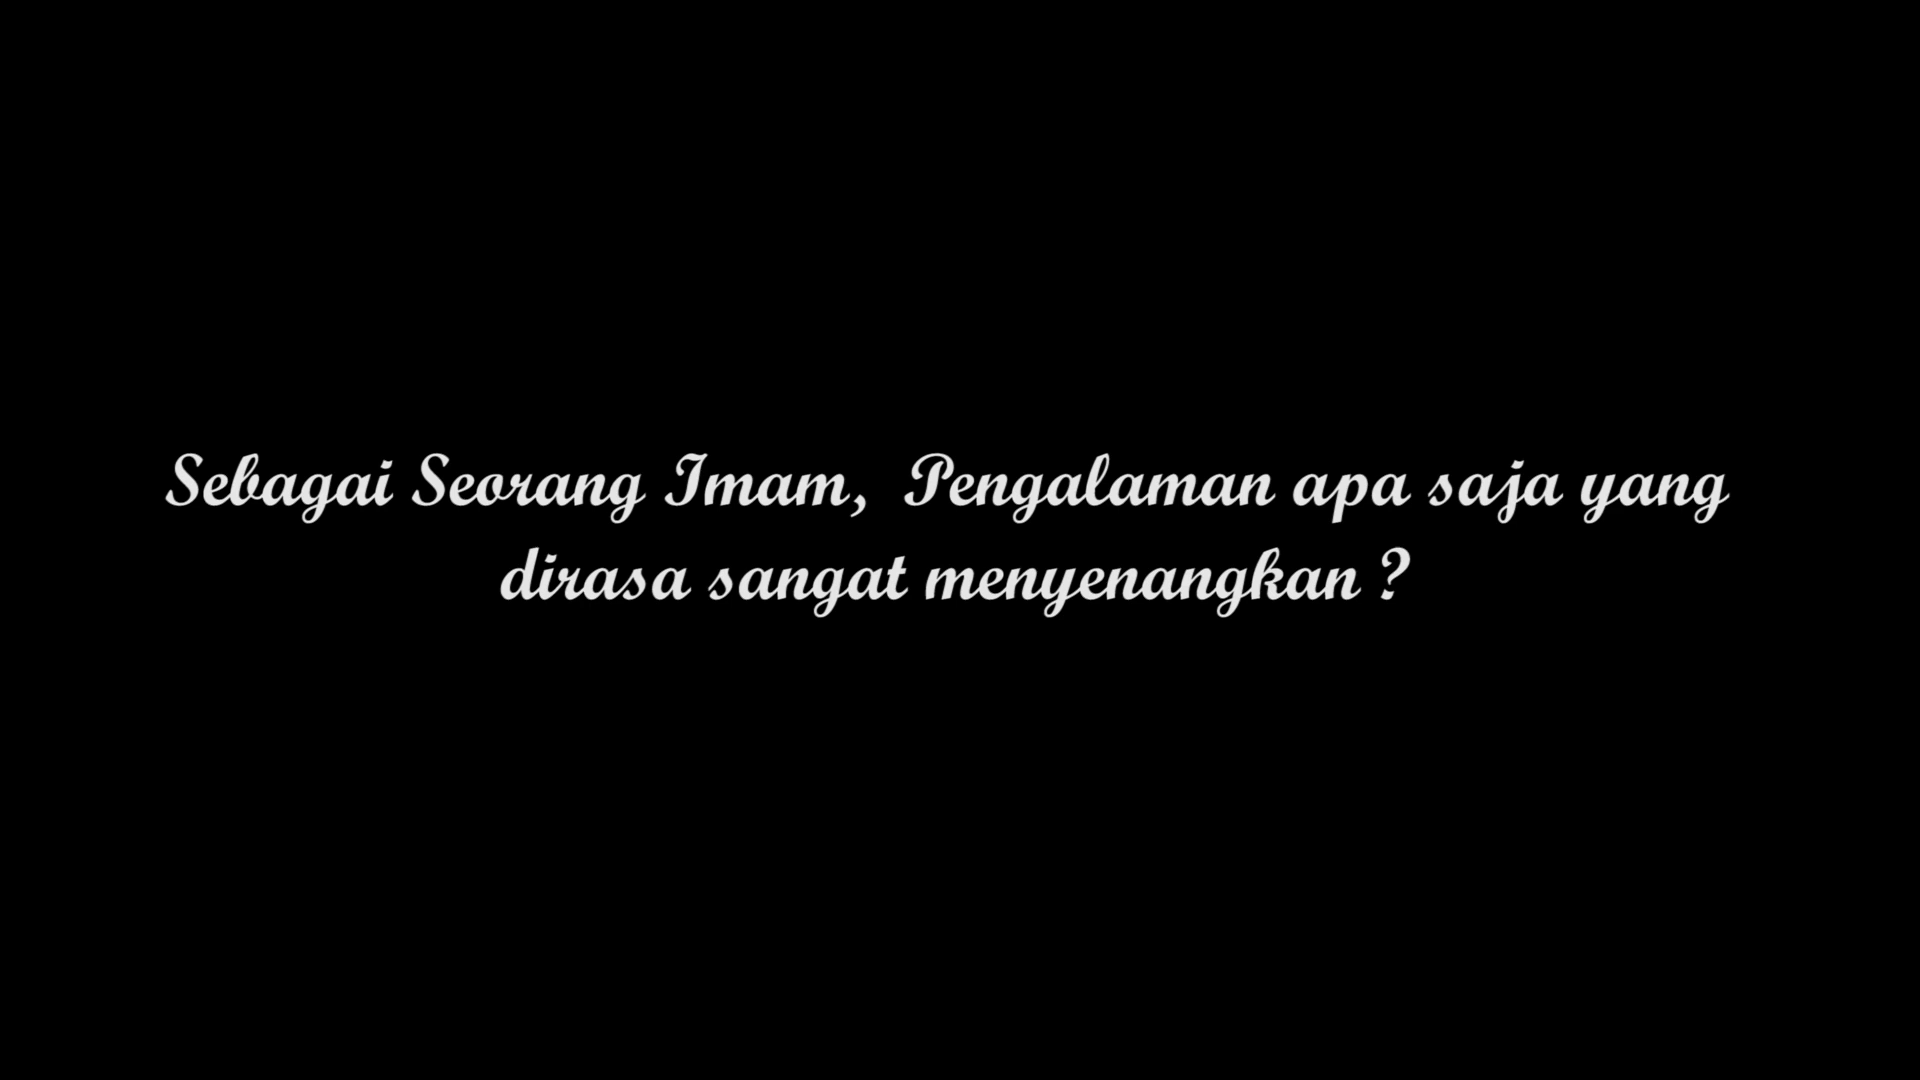 Sebagai Seorang Imam, Pengalaman apa saja yang
dirasa sangat menyenangkan ?